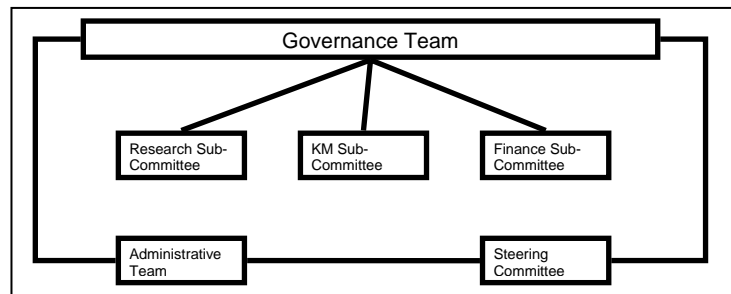 Governance Team
Research Sub-
Committee
KM Sub-
Committee
Finance Sub-
Committee
Administrative
Team
Steering
Committee